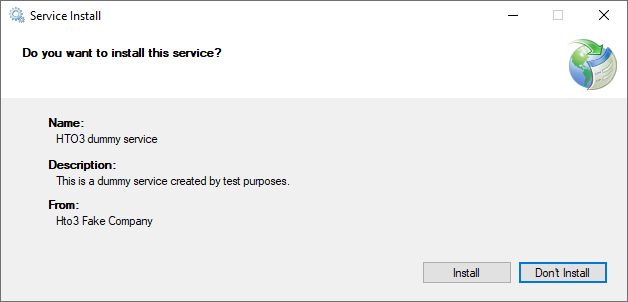 Service Install
Do you want to install this service?
Name:
HTO3 dummy service
Description:
This is a dummy service created by test purposes.
From:
Hto3 Fake Company
Install
Don't Install